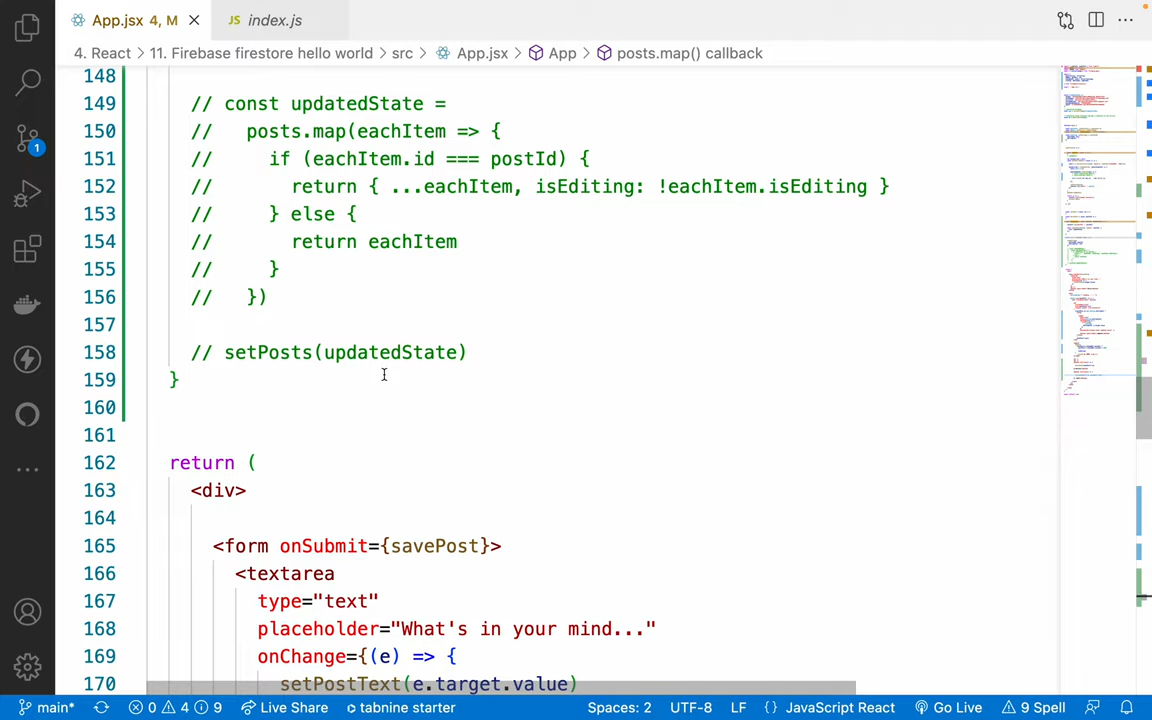 App.jsx 4, M
JS index.js
4. React > 11. Firebase firestore hello world > src > App.jsx > App > posts.map() callback
148
149 // const updatedState =
150 // posts.map(eachItem => {
151 // if (eachItem.id === postId) {
152 // return { ...eachItem, isEditing: !eachItem.isEditing }
153 // } else {
154 // return eachItem
155 // }
156 // })
157
158 // setPosts(updatedState)
159 }
160
161
162 return (
163 <div>
164
165 <form onSubmit={savePost}>
166 <textarea
167 type="text"
168 placeholder="What's in your mind..."
169 onChange={(e) => {
170 setPostText(e.target.value)
1
main* 0 4 9 Live Share tabnine starter Spaces: 2 UTF-8 LF {} JavaScript React Go Live 9 Spell